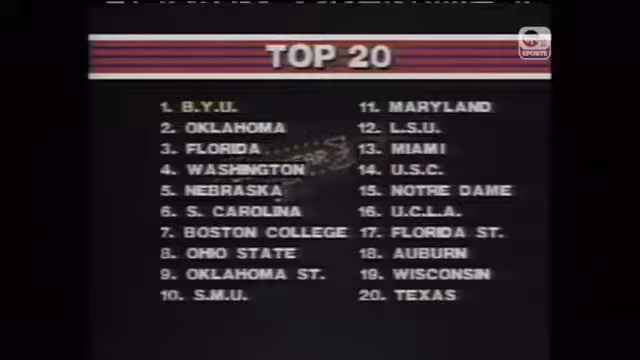 TOP 20
SPORTS
1. B.Y.U.
2. OKLAHOMA
3. FLORIDA
4. WASHINGTON
5. NEBRASKA
6. S. CAROLINA
7. BOSTON COLLEGE
8. OHIO STATE
9. OKLAHOMA ST.
10. S.M.U.
11. MARYLAND
12. L.S.U.
13. MIAMI
14. U.S.C.
15. NOTRE DAME
16. U.C.L.A.
17. FLORIDA ST.
18. AUBURN
19. WISCONSIN
20. TEXAS